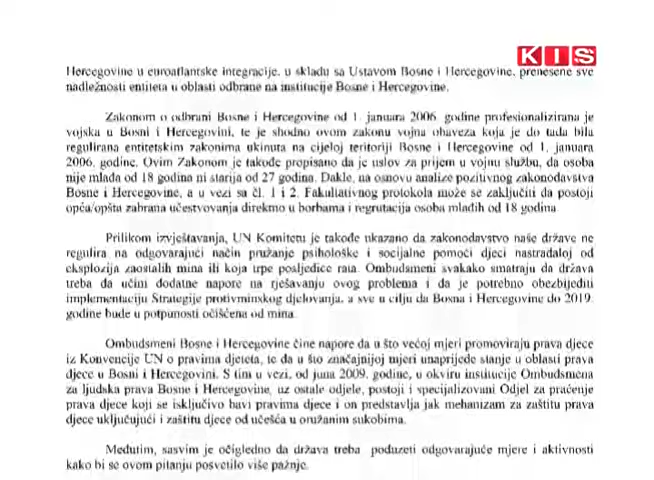 KIS
Hercegovine u euroatlantske integracije, u skladu sa Ustavom Bosne i Hercegovine, prenesene sve
nadležnosti entiteta u oblasti odbrane na institucije Bosne i Hercegovine.
Zakonom o odbrani Bosne i Hercegovine od 1. januara 2006. godine profesionalizirana je
vojska u Bosni i Hercegovini, te je shodno ovom zakonu vojna obaveza koja je do tada bila
regulirana entitetskim zakonima ukinuta na cijeloj teritoriji Bosne i Hercegovine od 1. januara
2006. godine. Ovim Zakonom je takođe propisano da je uslov za prijem u vojnu službu, da osoba
nije mlađa od 18 godina ni starija od 27 godina. Dakle, na osnovu analize pozitivnog zakonodavstva
Bosne i Hercegovine, a u vezi sa čl. 1 i 2. Fakultativnog protokola može se zaključiti da postoji
opća/opšta zabrana učestvovanja direktno u borbama i regrutacija osoba mlađih od 18 godina
Prilikom izvještavanja, UN Komitetu je takođe ukazano da zakonodavstvo naše države ne
regulira na odgovarajući način pružanje psihološke i socijalne pomoći djeci nastradaloj od
eksplozija zaostalih mina ili koja trpe posljedice rata. Ombudsmeni svakako smatraju da država
treba da učini dodatne napore na rješavanju ovog problema i da je potrebno obezbijediti
implementaciju Strategije protivminskog djelovanja, a sve u cilju da Bosna i Hercegovine do 2019.
godine bude u potpunosti očišćena od mina.
Ombudsmeni Bosne i Hercegovine čine napore da u što većoj mjeri promoviraju prava djece
iz Konvencije UN o pravima djeteta, te da u što značajnijoj mjeri unaprijede stanje u oblasti prava
djece u Bosni i Hercegovini. S tim u vezi, od juna 2009. godine, u okviru institucije Ombudsmena
za ljudska prava Bosne i Hercegovine, uz ostale odjele, postoji i specijalizovani Odjel za praćenje
prava djece koji se isključivo bavi pravima djece i on predstavlja jak mehanizam za zaštitu prava
djece uključujući i zaštitu djece od učešća u oružanim sukobima.
Međutim, sasvim je očigledno da država treba poduzeti odgovarajuće mjere i aktivnosti
kako bi se ovom pitanju posvetilo više pažnje.